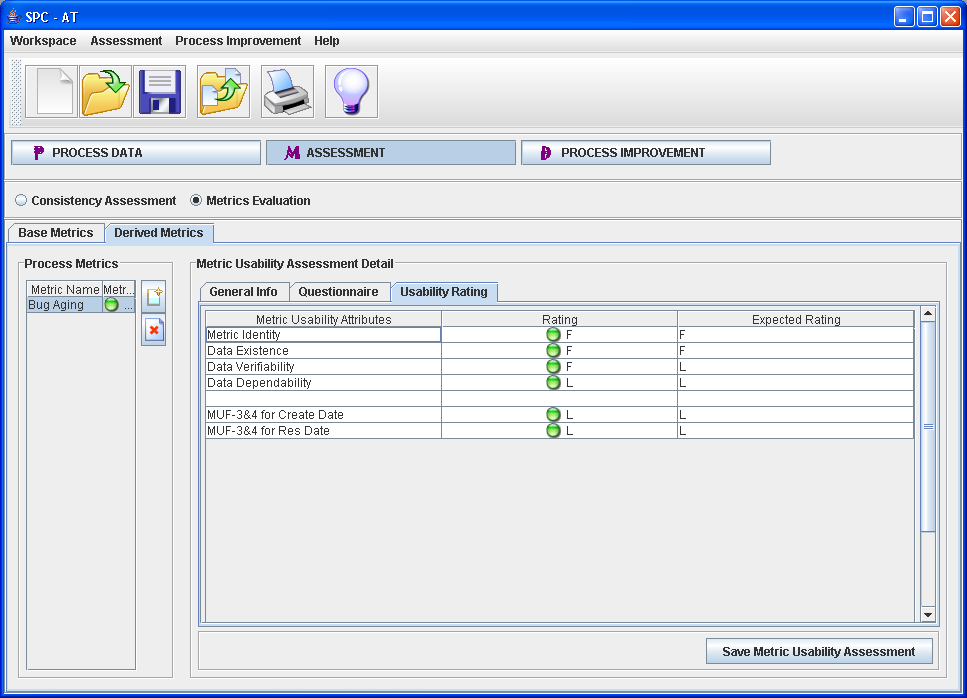 SPC - AT
Workspace Assessment Process Improvement Help
P PROCESS DATA M ASSESSMENT D PROCESS IMPROVEMENT
Consistency Assessment Metrics Evaluation
Base Metrics Derived Metrics
Process Metrics
Metric Name Metr...
Bug Aging ...
Metric Usability Assessment Detail
General Info Questionnaire Usability Rating
Metric Usability Attributes Rating Expected Rating
Metric Identity F F
Data Existence F F
Data Verifiability F L
Data Dependability L L
MUF-3&4 for Create Date L L
MUF-3&4 for Res Date L L
Save Metric Usability Assessment